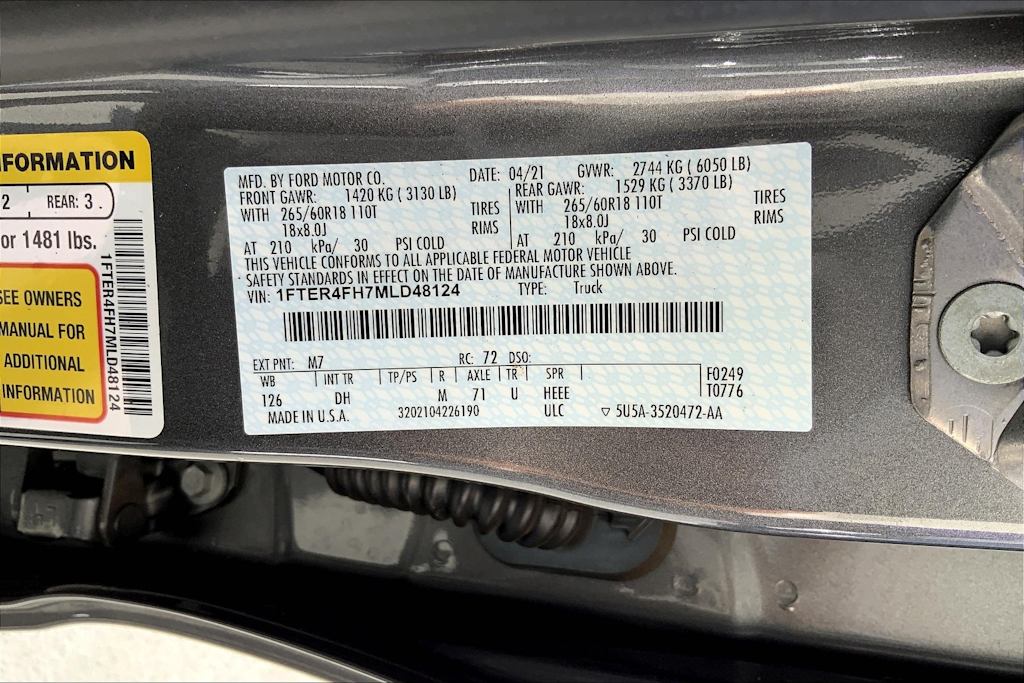 FORMATION
2 REAR: 3 .
or 1481 lbs.
SEE OWNERS
MANUAL FOR
ADDITIONAL
INFORMATION
1FTER4FH7MLD48124
MFD. BY FORD MOTOR CO. DATE: 04/21 GVWR: 2744 KG ( 6050 LB)
FRONT GAWR: 1420 KG ( 3130 LB) REAR GAWR: 1529 KG ( 3370 LB)
WITH 265/60R18 110T TIRES WITH 265/60R18 110T TIRES
18x8.0J RIMS 18x8.0J RIMS
AT 210 kPa/ 30 PSI COLD AT 210 kPa/ 30 PSI COLD
THIS VEHICLE CONFORMS TO ALL APPLICABLE FEDERAL MOTOR VEHICLE
SAFETY STANDARDS IN EFFECT ON THE DATE OF MANUFACTURE SHOWN ABOVE.
VIN: 1FTER4FH7MLD48124 TYPE: Truck
EXT PNT: M7 RC: 72 DSO:
WB INT TR TP/PS R AXLE TR SPR F0249
126 DH M 71 U HEEE T0776
MADE IN U.S.A. 3202104226190 ULC ▽ 5U5A-3520472-AA